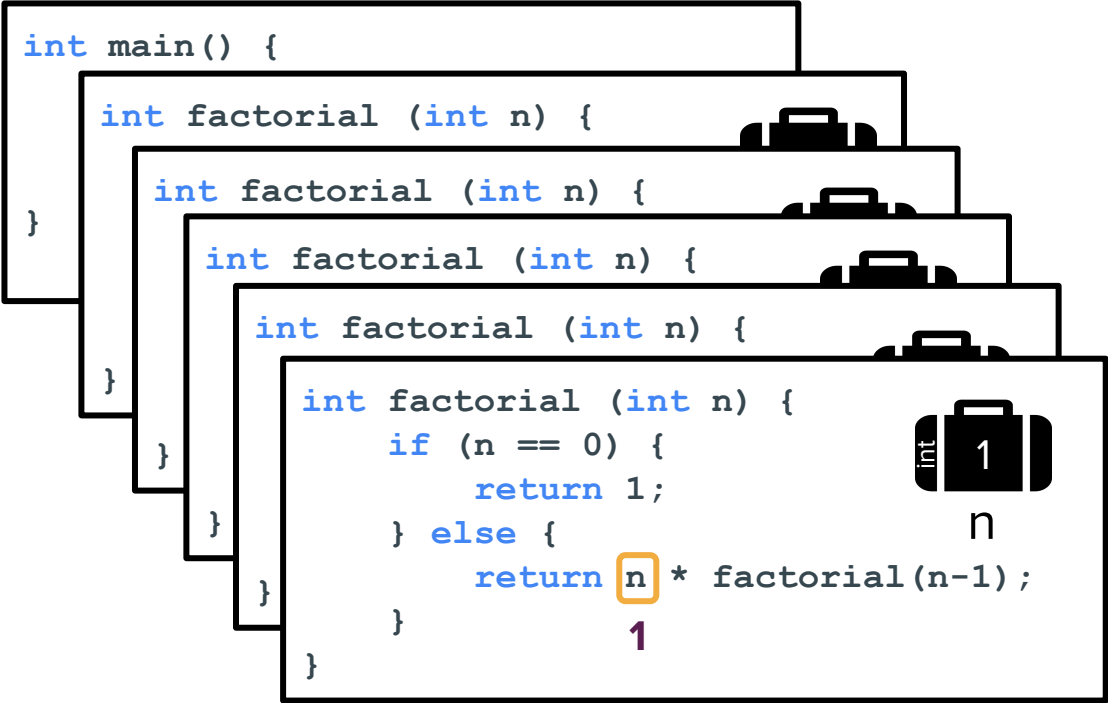 int main() {
int factorial (int n) {
int factorial (int n) {
}
int factorial (int n) {
int factorial (int n) {
}
int factorial (int n) {
if (n == 0) {
int 1
}
return 1;
n
}
} else {
return n * factorial(n-1);
}
}
1
}